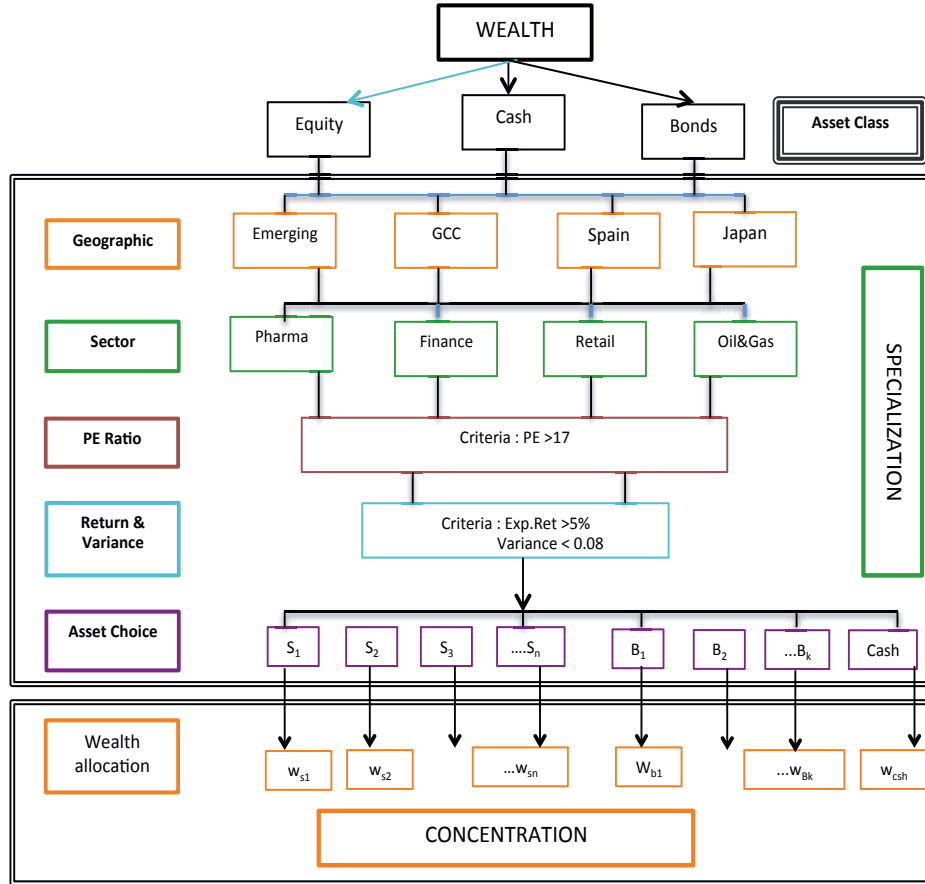 WEALTH
Equity
Cash
Bonds
Asset Class
Geographic
Emerging
GCC
Spain
Japan
Sector
Pharma
Finance
Retail
Oil&Gas
SPECIALIZATION
PE Ratio
Criteria : PE >17
Return &
Variance
Criteria : Exp.Ret >5%
Variance < 0.08
Asset Choice
S1
S2
S3
....Sn
B1
B2
...Bk
Cash
Wealth
allocation
ws1
ws2
...wsn
Wb1
...wBk
wcsh
CONCENTRATION